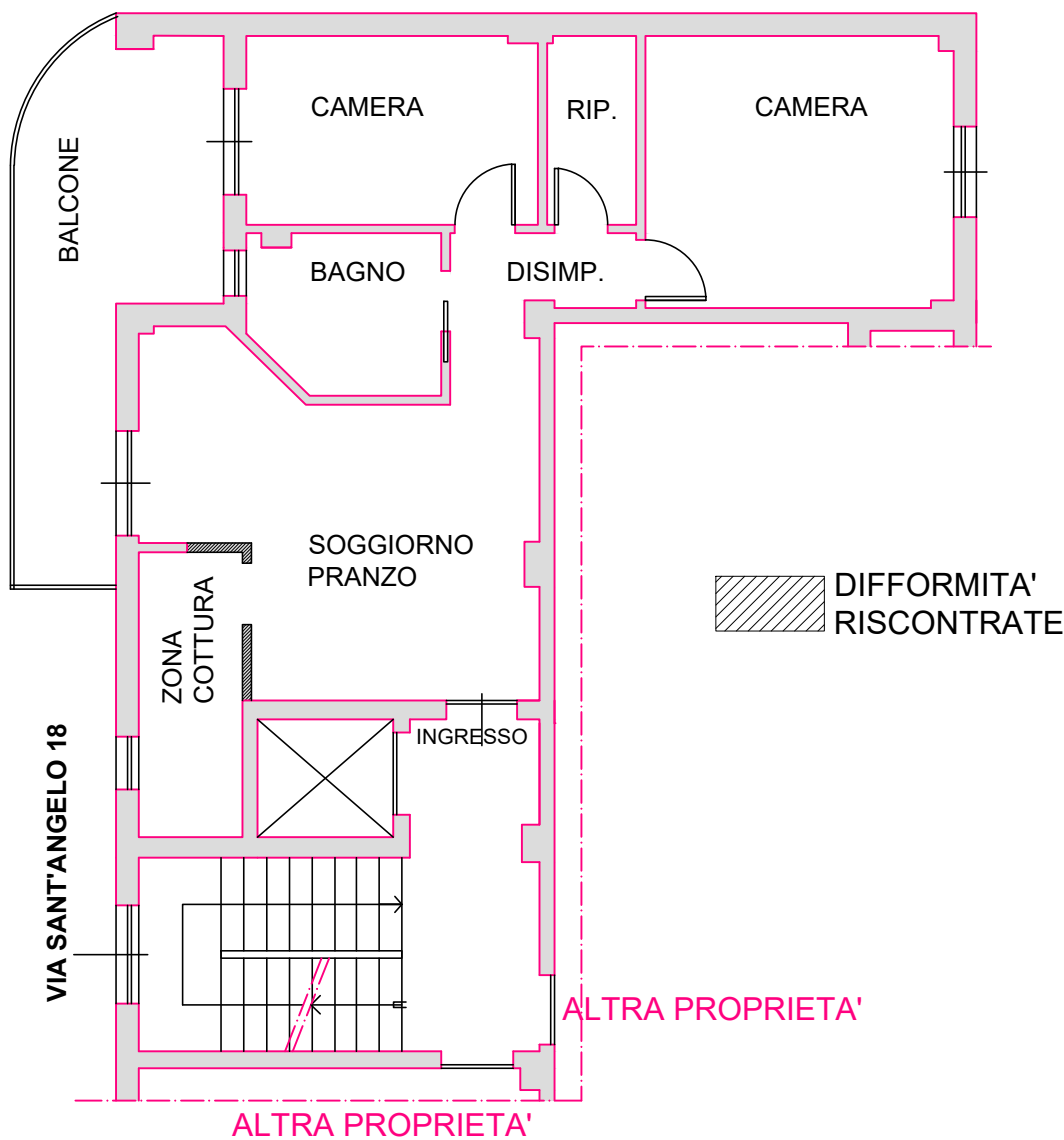 CAMERA
RIP.
CAMERA
BALCONE
BAGNO
DISIMP.
SOGGIORNO
PRANZO
DIFFORMITA'
RISCONTRATE
ZONA
COTTURA
INGRESSO
VIA SANT'ANGELO 18
ALTRA PROPRIETA'
ALTRA PROPRIETA'